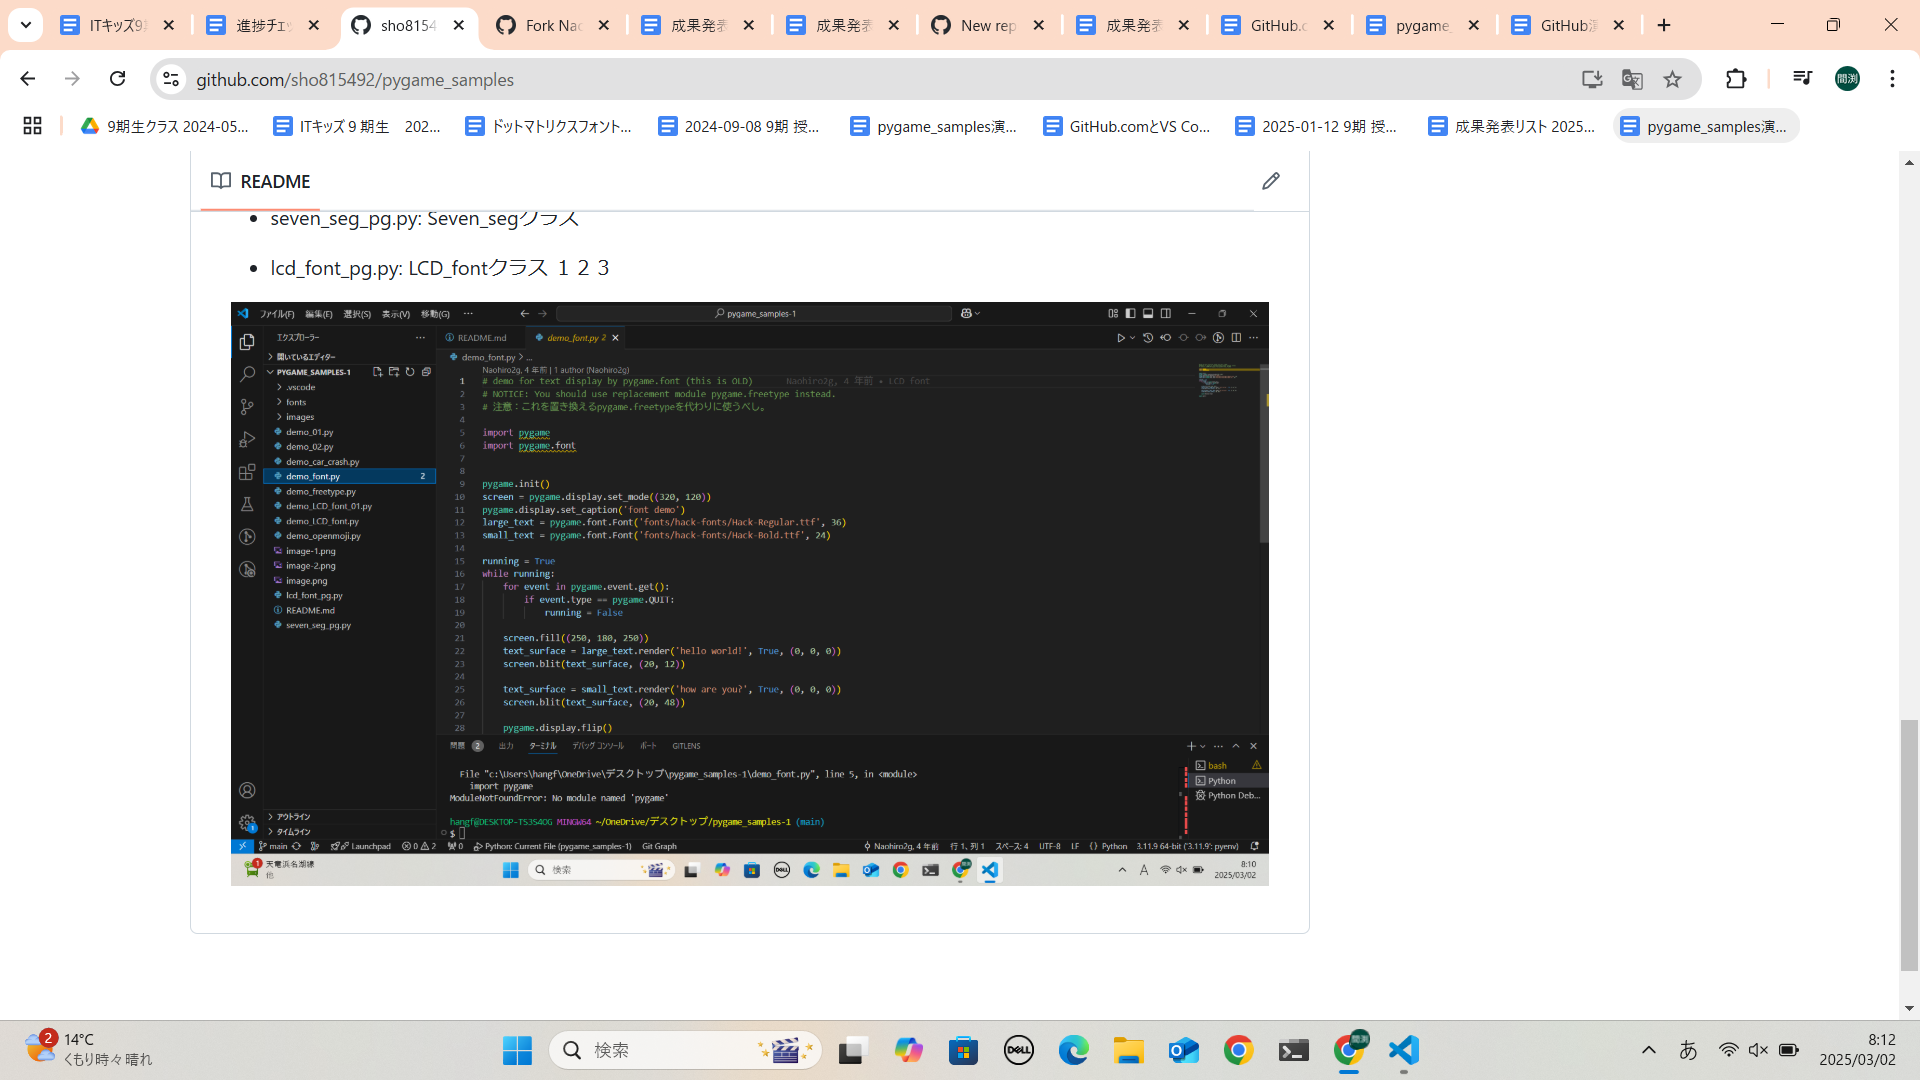 ITキッズ9
進捗チェッ
sho8154
Fork Nac
成果発表
成果発表
New rep
成果発表
GitHub.c
pygame_
GitHub演
github.com/sho815492/pygame_samples
間渕
9期生クラス 2024-05...
ITキッズ９期生　202...
ドットマトリクスフォント...
2024-09-08 9期 授...
pygame_samples演...
GitHub.comとVS Co...
2025-01-12 9期 授...
成果発表リスト 2025...
pygame_samples演...
README
seven_seg_pg.py: Seven_segクラス
lcd_font_pg.py: LCD_fontクラス １２３
ファイル(F) 編集(E) 選択(S) 表示(V) 移動(G) ···
pygame_samples-1
エクスプローラー
README.md
demo_font.py 2
開いているエディター
PYGAME_SAMPLES-1
.vscode
fonts
images
demo_01.py
demo_02.py
demo_car_crash.py
demo_font.py 2
demo_freetype.py
demo_LCD_font_01.py
demo_LCD_font.py
demo_openmoji.py
image-1.png
image-2.png
image.png
lcd_font_pg.py
README.md
seven_seg_pg.py
アウトライン
タイムライン
demo_font.py > ...
Naohiro2g, 4 年前 | 1 author (Naohiro2g)
1 # demo for text display by pygame.font (this is OLD) Naohiro2g, 4 年前 • LCD font
2 # NOTICE: You should use replacement module pygame.freetype instead.
3 # 注意：これを置き換えるpygame.freetypeを代わりに使うべし。
4
5 import pygame
6 import pygame.font
7
8
9 pygame.init()
10 screen = pygame.display.set_mode((320, 120))
11 pygame.display.set_caption('font demo')
12 large_text = pygame.font.Font('fonts/hack-fonts/Hack-Regular.ttf', 36)
13 small_text = pygame.font.Font('fonts/hack-fonts/Hack-Bold.ttf', 24)
14
15 running = True
16 while running:
17 for event in pygame.event.get():
18 if event.type == pygame.QUIT:
19 running = False
20
21 screen.fill((250, 180, 250))
22 text_surface = large_text.render('hello world!', True, (0, 0, 0))
23 screen.blit(text_surface, (20, 12))
24
25 text_surface = small_text.render('how are you?', True, (0, 0, 0))
26 screen.blit(text_surface, (20, 48))
27
28 pygame.display.flip()
問題 2 出力 ターミナル デバッグ コンソール ポート GITLENS
File "c:\Users\hangf\OneDrive\デスクトップ\pygame_samples-1\demo_font.py", line 5, in <module>
import pygame
ModuleNotFoundError: No module named 'pygame'
hangf@DESKTOP-TS3S4OG MINGW64 ~/OneDrive/デスクトップ/pygame_samples-1 (main)
$
bash
Python
Python Deb...
main Launchpad 0 2 0 Python: Current File (pygame_samples-1) Git Graph Naohiro2g, 4 年前 行 1、列 1 スペース: 4 UTF-8 LF {} Python 3.11.9 64-bit ('3.11.9': pyenv)
1 天竜浜名湖線
他
検索
DELL
A
8:10
2025/03/02
2
14°C
くもり時々晴れ
検索
DELL
間渕
あ
8:12
2025/03/02